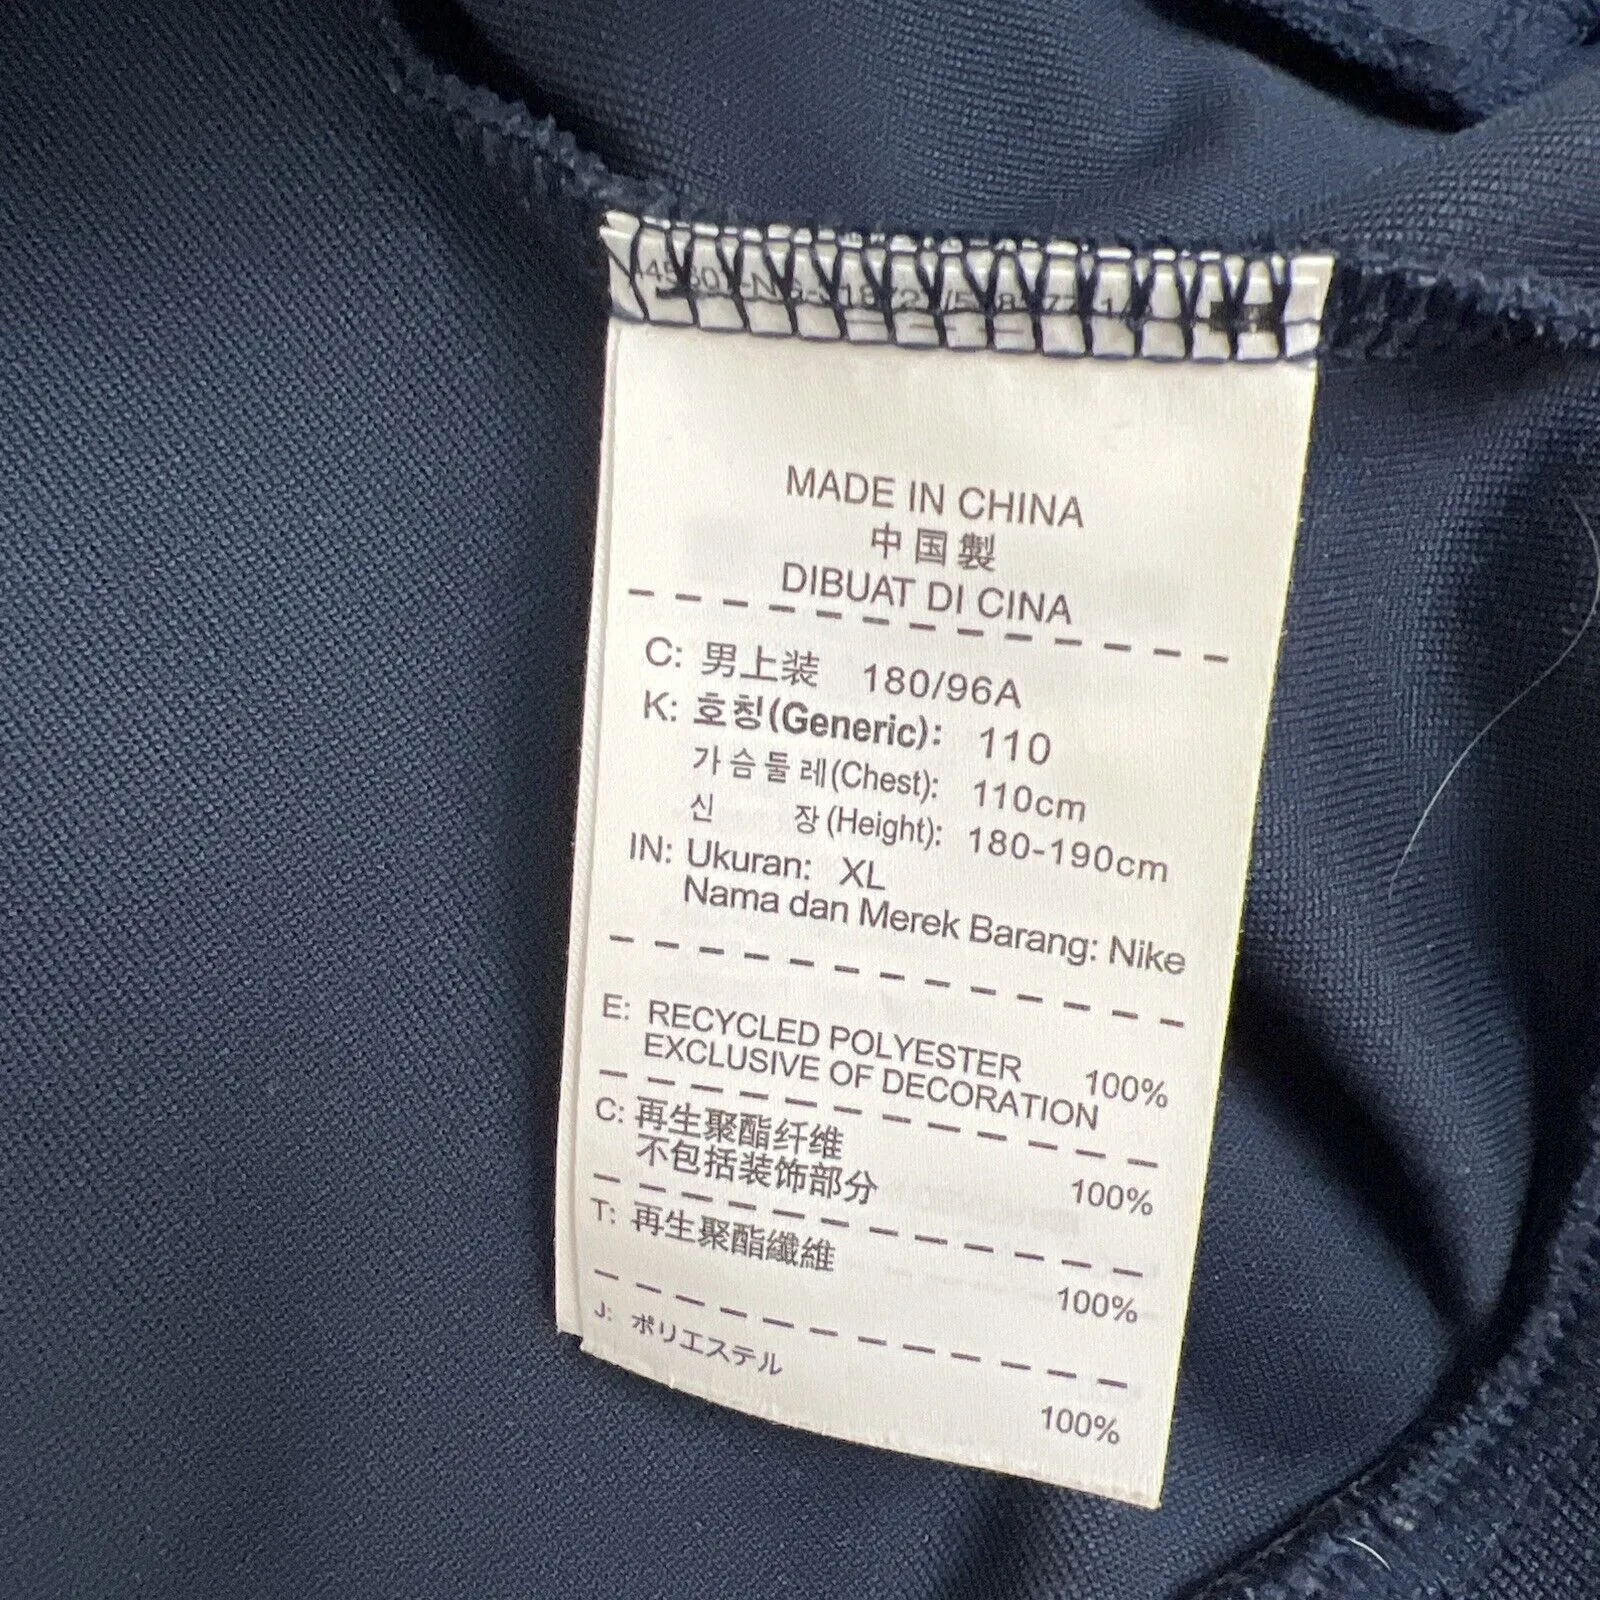 MADE IN CHINA
中国製
DIBUAT DI CINA
C: 男上装 180/96A
K: 호칭(Generic): 110
가슴둘레(Chest): 110cm
신 장(Height): 180-190cm
IN: Ukuran: XL
Nama dan Merek Barang: Nike
E: RECYCLED POLYESTER 100%
EXCLUSIVE OF DECORATION
C: 再生聚酯纤维 100%
不包括装饰部分
T: 再生聚酯纖維 100%
J: ポリエステル 100%